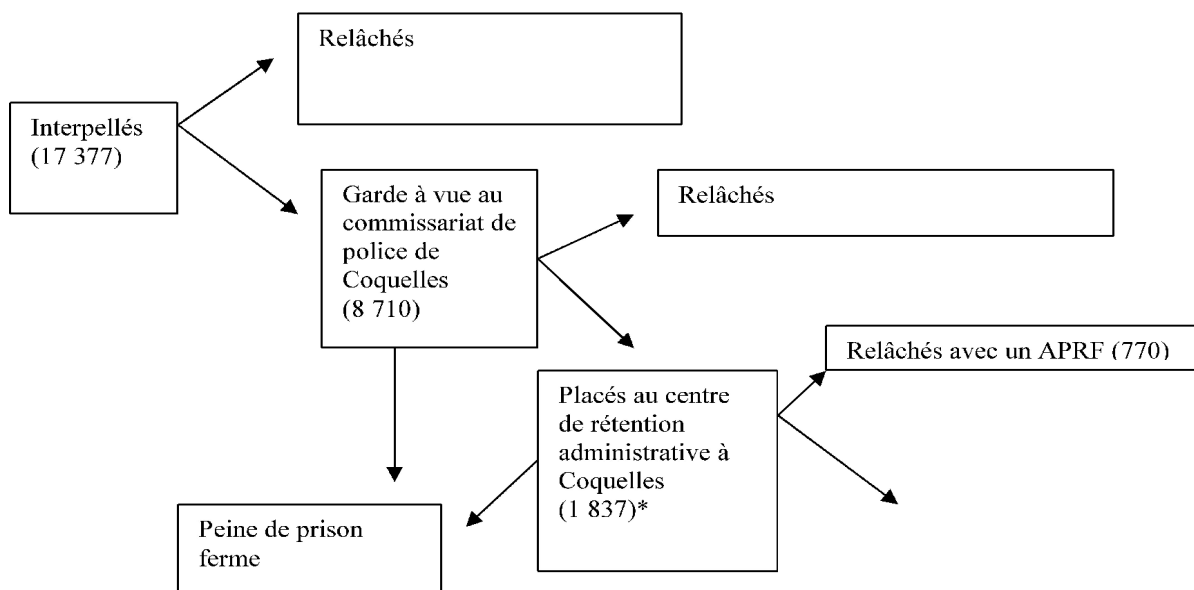 Relâchés
Interpellés
(17 377)
Garde à vue au
commissariat de
police de
Coquelles
(8 710)
Relâchés
Relâchés avec un APRF (770)
Placés au centre
de rétention
administrative à
Coquelles
(1 837)*
Peine de prison
ferme